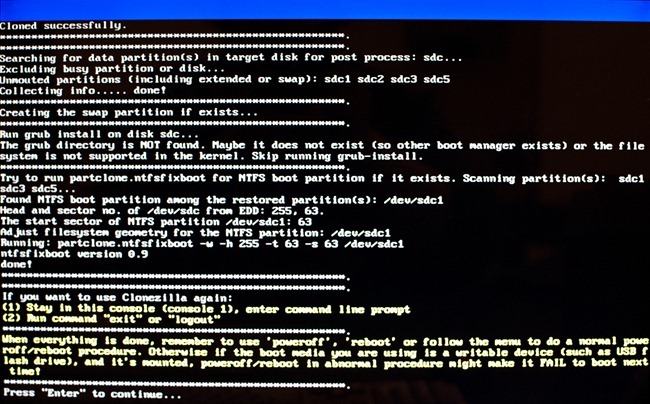 Cloned successfully.
*****************************************************.
*****************************************************.
Searching for data partition(s) in target disk for post process: sdc...
Excluding busy partition or disk...
Unmouted partitions (including extended or swap): sdc1 sdc2 sdc3 sdc5
Collecting info..... done!
*****************************************************.
Creating the swap partition if exists...
*****************************************************.
Run grub install on disk sdc...
The grub directory is NOT found. Maybe it does not exist (so other boot manager exists) or the file
system is not supported in the kernel. Skip running grub-install.
*****************************************************.
Try to run partclone.ntfsfixboot for NTFS boot partition if it exists. Scanning partition(s):  sdc1
sdc3 sdc5...
Found NTFS boot partition among the restored partition(s): /dev/sdc1
Head and sector no. of /dev/sdc from EDD: 255, 63.
The start sector of NTFS partition /dev/sdc1: 63
Adjust filesystem geometry for the NTFS partition: /dev/sdc1
Running: partclone.ntfsfixboot -w -h 255 -t 63 -s 63 /dev/sdc1
ntfsfixboot version 0.9
done!
*****************************************************.
*****************************************************.
If you want to use Clonezilla again:
(1) Stay in this console (console 1), enter command line prompt
(2) Run command "exit" or "logout"
*****************************************************.
When everything is done, remember to use 'poweroff', 'reboot' or follow the menu to do a normal powe
roff/reboot procedure. Otherwise if the boot media you are using is a writable device (such as USB f
lash drive), and it's mounted, poweroff/reboot in abnormal procedure might make it FAIL to boot next
time!
*****************************************************.
Press "Enter" to continue...